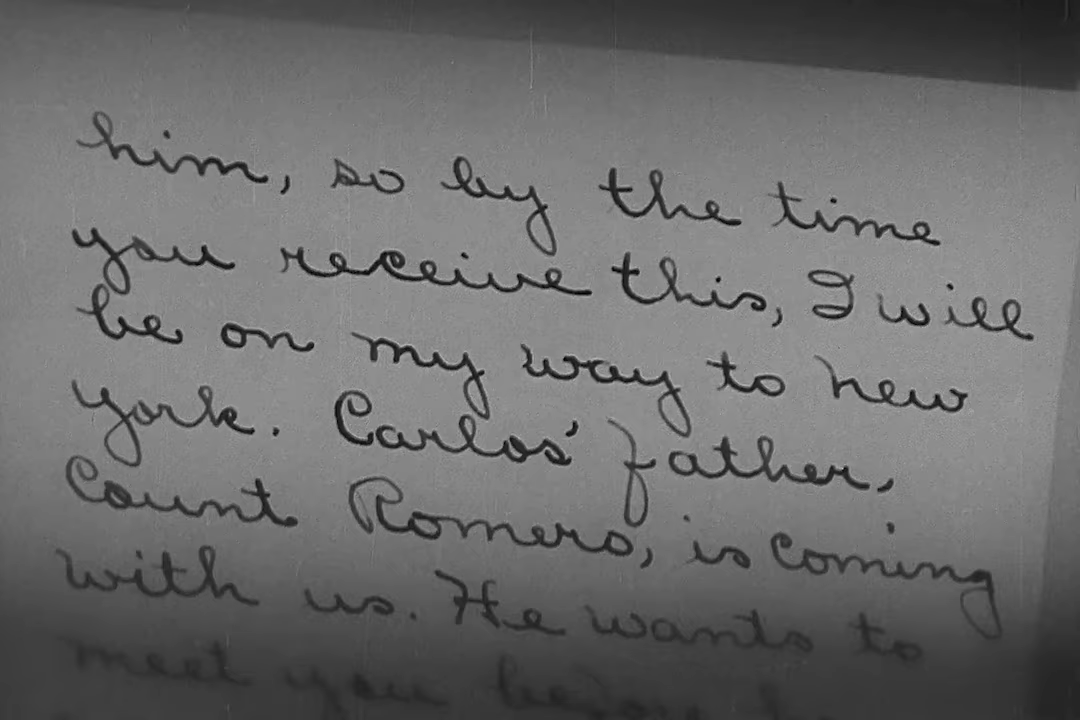 him, so by the time
you receive this, I will
be on my way to new
york. Carlos' father,
Count Romero, is coming
with us. He wants to
meet you before